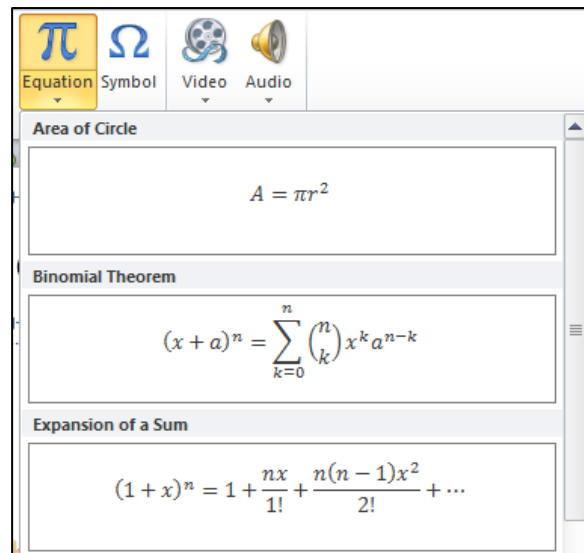 π Ω
Equation Symbol Video Audio
Area of Circle
A = πr²
Binomial Theorem
(x + a)ⁿ = ∑ₖ₌₀ⁿ (n k) xᵏaⁿ⁻ᵏ
Expansion of a Sum
(1 + x)ⁿ = 1 + nx/1! + n(n − 1)x²/2! + ⋯